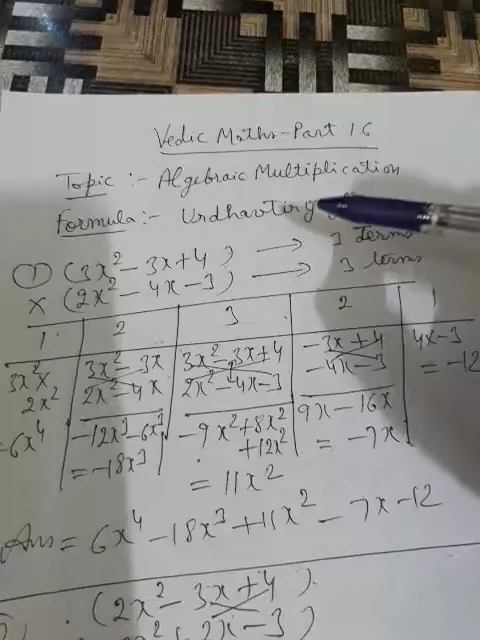 Vedic Maths-Part 16
Topic :- Algebraic Multiplication
Formula:- Urdhavtiry
① (3x² - 3x + 4) → 3 terms
x (2x² - 4x - 3) → 3 terms
1. 2 3 2 1
3x² x 3x² - 3x 3x² - 3x + 4 -3x + 4 4x-3
2x² 2x² - 4x 2x² - 4x - 3 -4x - 3 = -12
= 6x⁴ -12x³ - 6x³ -9x² + 8x² 9x - 16x
= -18x³ + 12x² = -7x
= 11x²
Ans = 6x⁴ - 18x³ + 11x² - 7x - 12
(2x² - 3x + 4)
2x - 3)